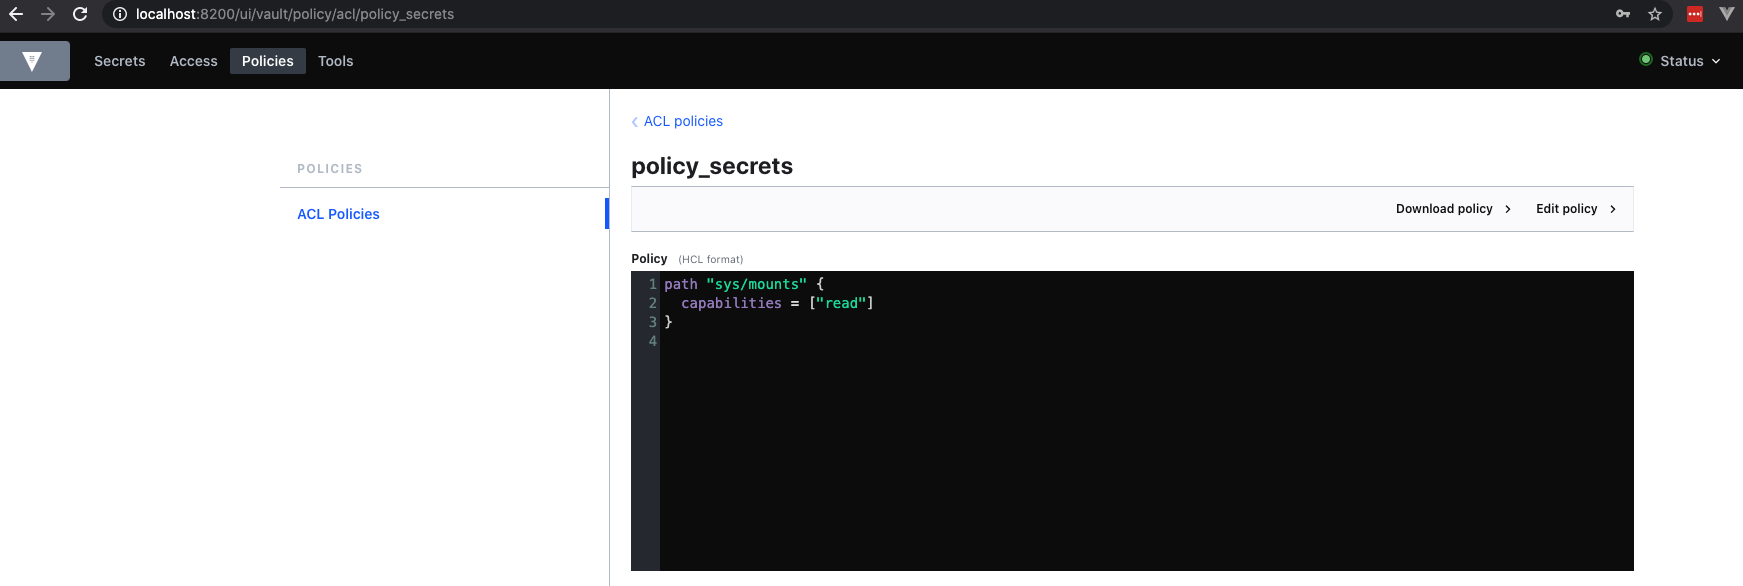 localhost:8200/ui/vault/policy/acl/policy_secrets
Secrets Access Policies Tools Status
ACL policies
POLICIES
policy_secrets
ACL Policies
Download policy Edit policy
Policy (HCL format)
1 path "sys/mounts" {
2 capabilities = ["read"]
3 }
4